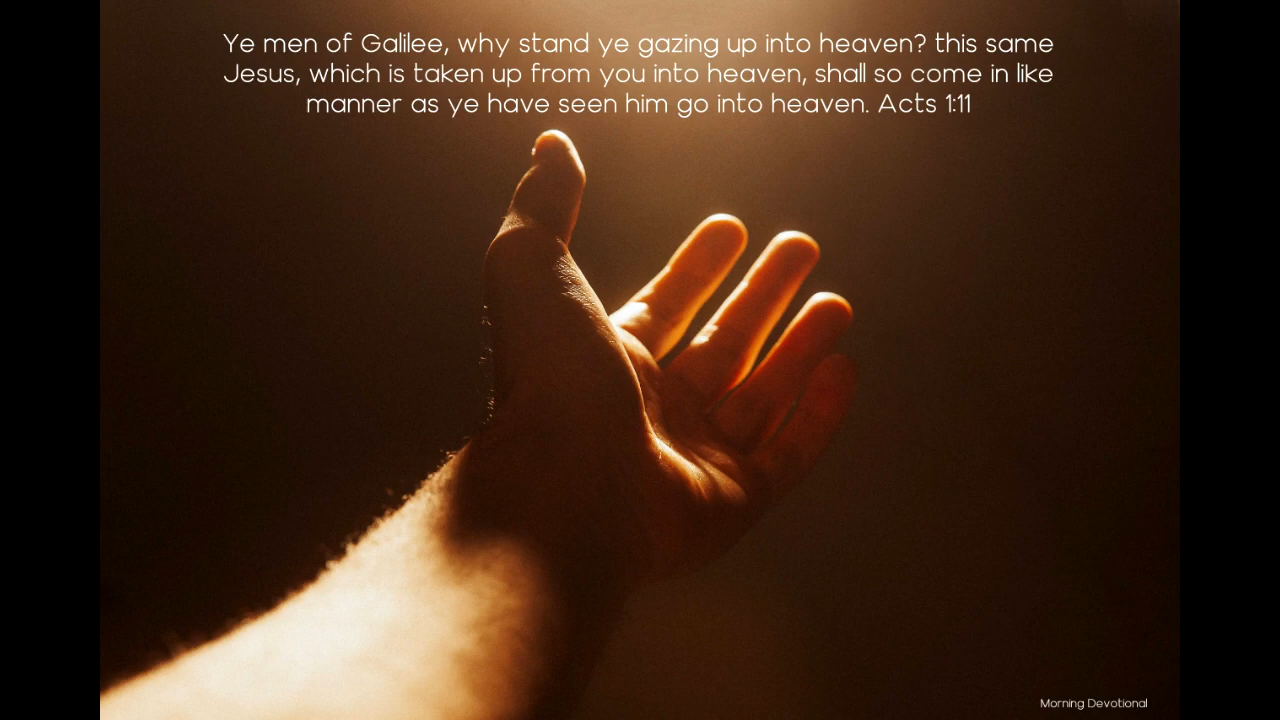 Ye men of Galilee, why stand ye gazing up into heaven? this same
Jesus, which is taken up from you into heaven, shall so come in like
manner as ye have seen him go into heaven. Acts 1:11
Morning Devotional